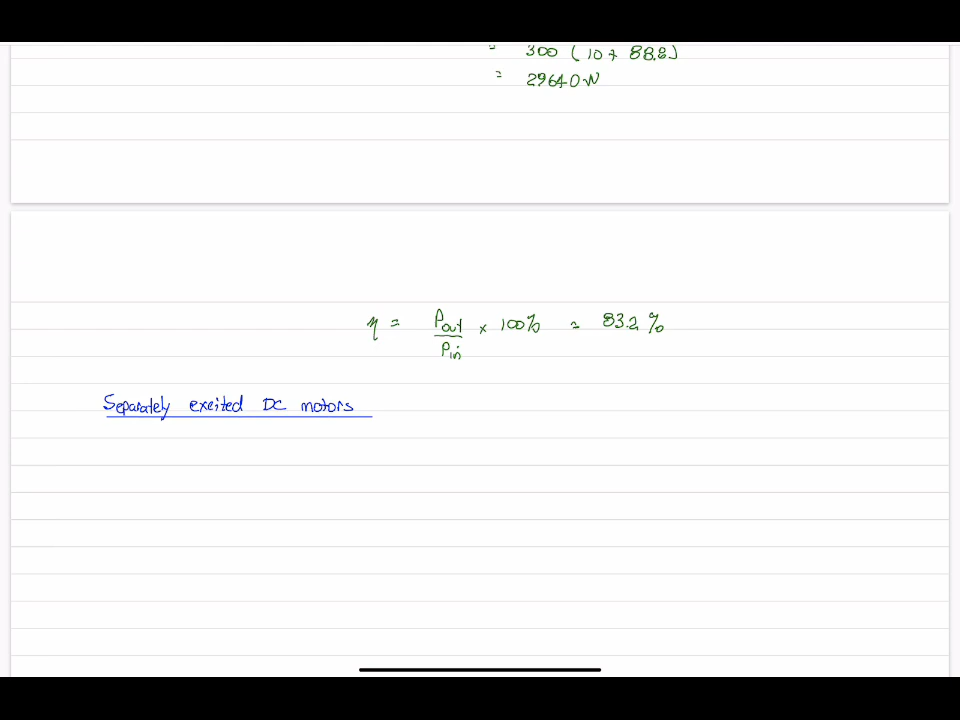 = 300 (10 + 88.8)
= 29640 W
η = Pout / Pin × 100% = 83.2 %
Separately excited DC motors